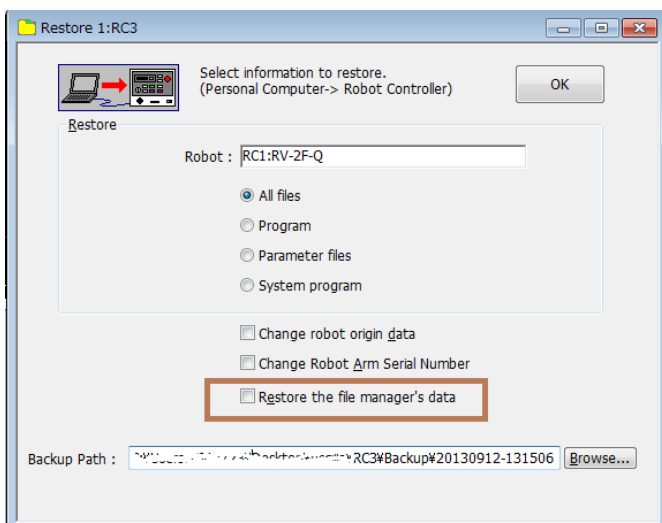 Restore 1:RC3
Select information to restore.
(Personal Computer-> Robot Controller)
OK
Restore
Robot : RC1:RV-2F-Q
All files
Program
Parameter files
System program
Change robot origin data
Change Robot Arm Serial Number
Restore the file manager's data
Backup Path : RC3¥Backup¥20130912-131506 Browse...